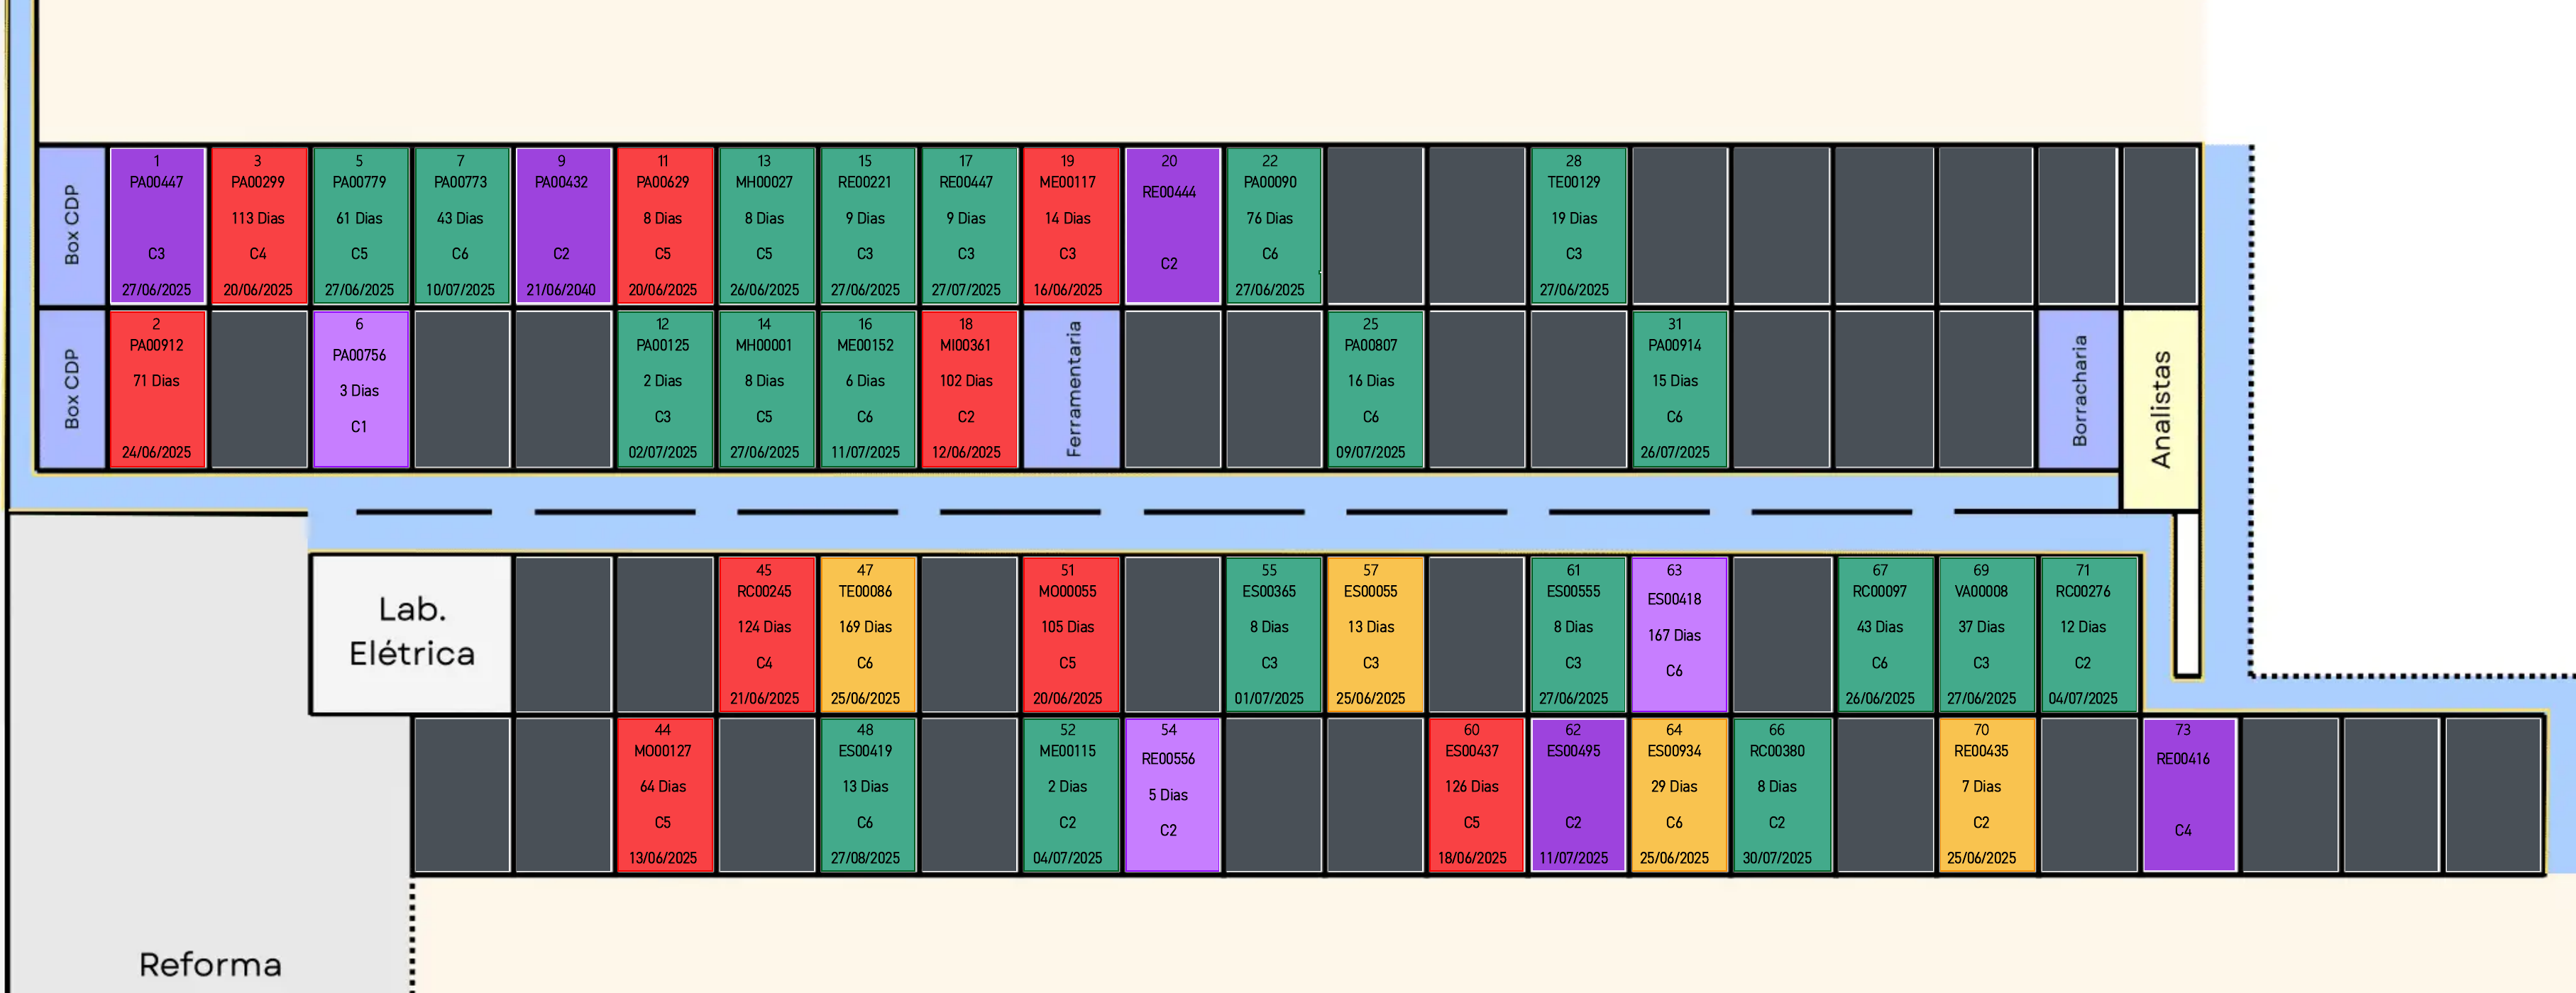 Box CDP
1
PA00447
C3
27/06/2025
3
PA00299
113 Dias
C4
20/06/2025
5
PA00779
61 Dias
C5
27/06/2025
7
PA00773
43 Dias
C6
10/07/2025
9
PA00432
C2
21/06/2040
11
PA00629
8 Dias
C5
20/06/2025
13
MH00027
8 Dias
C5
26/06/2025
15
RE00221
9 Dias
C3
27/06/2025
17
RE00447
9 Dias
C3
27/07/2025
19
ME00117
14 Dias
C3
16/06/2025
20
RE00444
C2
22
PA00090
76 Dias
C6
27/06/2025
28
TE00129
19 Dias
C3
27/06/2025
Box CDP
2
PA00912
71 Dias
24/06/2025
6
PA00756
3 Dias
C1
12
PA00125
2 Dias
C3
02/07/2025
14
MH00001
8 Dias
C5
27/06/2025
16
ME00152
6 Dias
C6
11/07/2025
18
MI00361
102 Dias
C2
12/06/2025
Ferramentaria
25
PA00807
16 Dias
C6
09/07/2025
31
PA00914
15 Dias
C6
26/07/2025
Borracharia
Analistas
Lab.
Elétrica
45
RC00245
124 Dias
C4
21/06/2025
47
TE00086
169 Dias
C6
25/06/2025
51
MO00055
105 Dias
C5
20/06/2025
55
ES00365
8 Dias
C3
01/07/2025
57
ES00055
13 Dias
C3
25/06/2025
61
ES00555
8 Dias
C3
27/06/2025
63
ES00418
167 Dias
C6
67
RC00097
43 Dias
C6
26/06/2025
69
VA00008
37 Dias
C3
27/06/2025
71
RC00276
12 Dias
C2
04/07/2025
44
MO00127
64 Dias
C5
13/06/2025
48
ES00419
13 Dias
C6
27/08/2025
52
ME00115
2 Dias
C2
04/07/2025
54
RE00556
5 Dias
C2
60
ES00437
126 Dias
C5
18/06/2025
62
ES00495
C2
11/07/2025
64
ES00934
29 Dias
C6
25/06/2025
66
RC00380
8 Dias
C2
30/07/2025
70
RE00435
7 Dias
C2
25/06/2025
73
RE00416
C4
Reforma